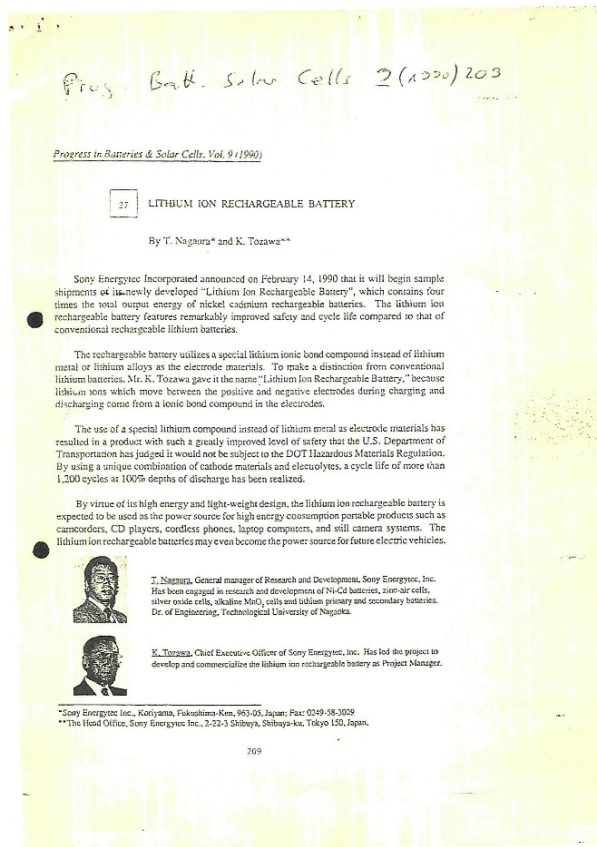 Prog. Batt. Solar Cells 9 (1990) 209
Progress in Batteries & Solar Cells, Vol. 9 (1990)
27 LITHIUM ION RECHARGEABLE BATTERY
By T. Nagaura* and K. Tozawa**
Sony Energytec Incorporated announced on February 14, 1990 that it will begin sample
shipments of its newly developed "Lithium Ion Rechargeable Battery", which contains four
times the total output energy of nickel cadmium rechargeable batteries. The lithium ion
rechargeable battery features remarkably improved safety and cycle life compared to that of
conventional rechargeable lithium batteries.
The rechargeable battery utilizes a special lithium ionic bond compound instead of lithium
metal or lithium alloys as the electrode materials. To make a distinction from conventional
lithium batteries, Mr. K. Tozawa gave it the name "Lithium Ion Rechargeable Battery," because
lithium ions which move between the positive and negative electrodes during charging and
discharging come from a ionic bond compound in the electrodes.
The use of a special lithium compound instead of lithium metal as electrode materials has
resulted in a product with such a greatly improved level of safety that the U.S. Department of
Transportation has judged it would not be subject to the DOT Hazardous Materials Regulation.
By using a unique combination of cathode materials and electrolytes, a cycle life of more than
1,200 cycles at 100% depths of discharge has been realized.
By virtue of its high energy and light-weight design, the lithium ion rechargeable battery is
expected to be used as the power source for high energy consumption portable products such as
camcorders, CD players, cordless phones, laptop computers, and still camera systems. The
lithium ion rechargeable batteries may even become the power source for future electric vehicles.
T. Nagaura, General manager of Research and Development, Sony Energytec, Inc.
Has been engaged in research and development of Ni-Cd batteries, zinc-air cells,
silver oxide cells, alkaline MnO₂ cells and lithium primary and secondary batteries.
Dr. of Engineering, Technological University of Nagaoka.
K. Tozawa, Chief Executive Officer of Sony Energytec, Inc. Has led the project to
develop and commercialize the lithium ion rechargeable battery as Project Manager.
*Sony Energytec Inc., Koriyama, Fukushima-Ken, 963-05, Japan; Fax: 0249-58-3029
**The Head Office, Sony Energytec Inc., 2-22-3 Shibuya, Shibuya-ku, Tokyo 150, Japan.
209